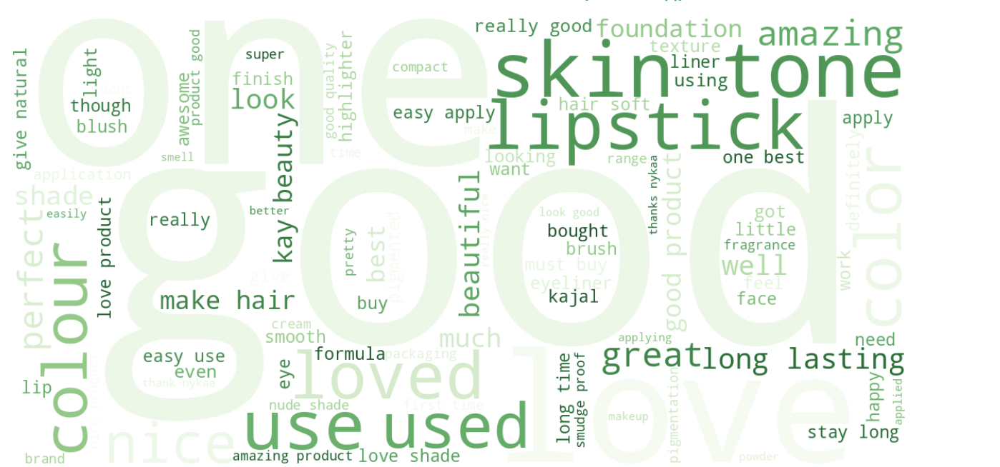 really good
foundation
amazing
one
skin tone
texture
liner
using
super
compact
finish
look
light
dont
though
blush
give natural
awesome
product good
good quality
highlighter
easy apply
lipstick
hair soft
apply
make
smell
time
looking
want
range
one best
application
shade
kay beauty
beautiful
thanks nykaa
good product
definitely
color
good
easily
love product
really
better
pretty
best
pigmented
really nice
look good
bought
brush
must buy
eyeliner
kajal
got
little
fragrance
well
feel
face
work
perfect
colour
give
make hair
buy
cream
smooth
much
applying
need
easy use
even
thank nykaa
eye
formula
packaging
loved
great
long lasting
long time
smudge proof
love
pigmentation
happy
applied
lip
nice product
nude shade
first time
use
used
makeup
stay long
nice
brand
amazing product
love shade
powder